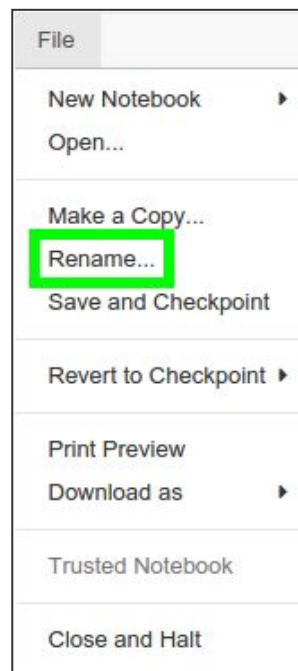 File
New Notebook
Open...
Make a Copy...
Rename...
Save and Checkpoint
Revert to Checkpoint
Print Preview
Download as
Trusted Notebook
Close and Halt